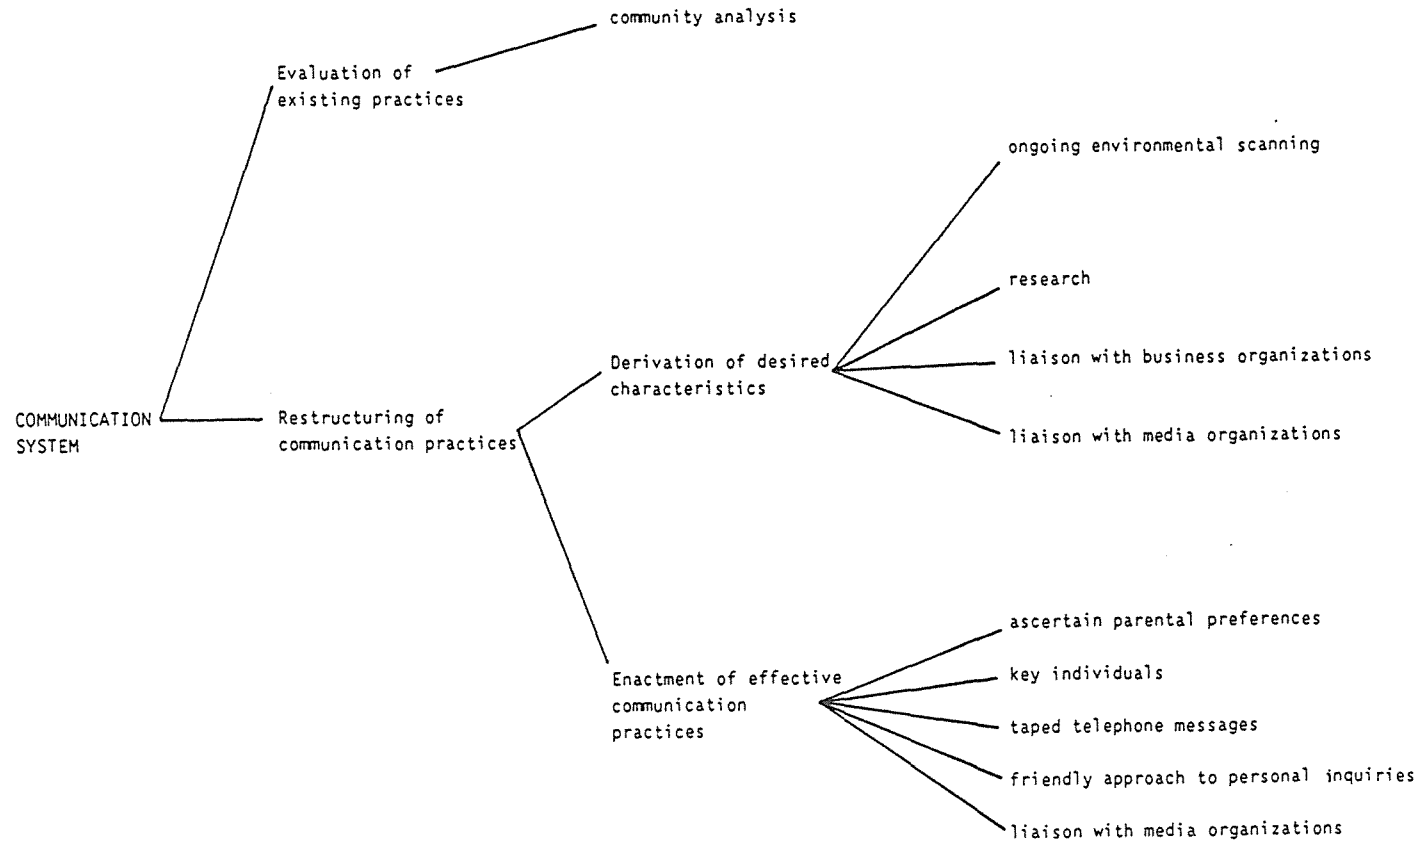 community analysis
Evaluation of
existing practices
ongoing environmental scanning
research
Derivation of desired
characteristics
liaison with business organizations
COMMUNICATION
SYSTEM
Restructuring of
communication practices
liaison with media organizations
ascertain parental preferences
key individuals
Enactment of effective
communication
practices
taped telephone messages
friendly approach to personal inquiries
liaison with media organizations